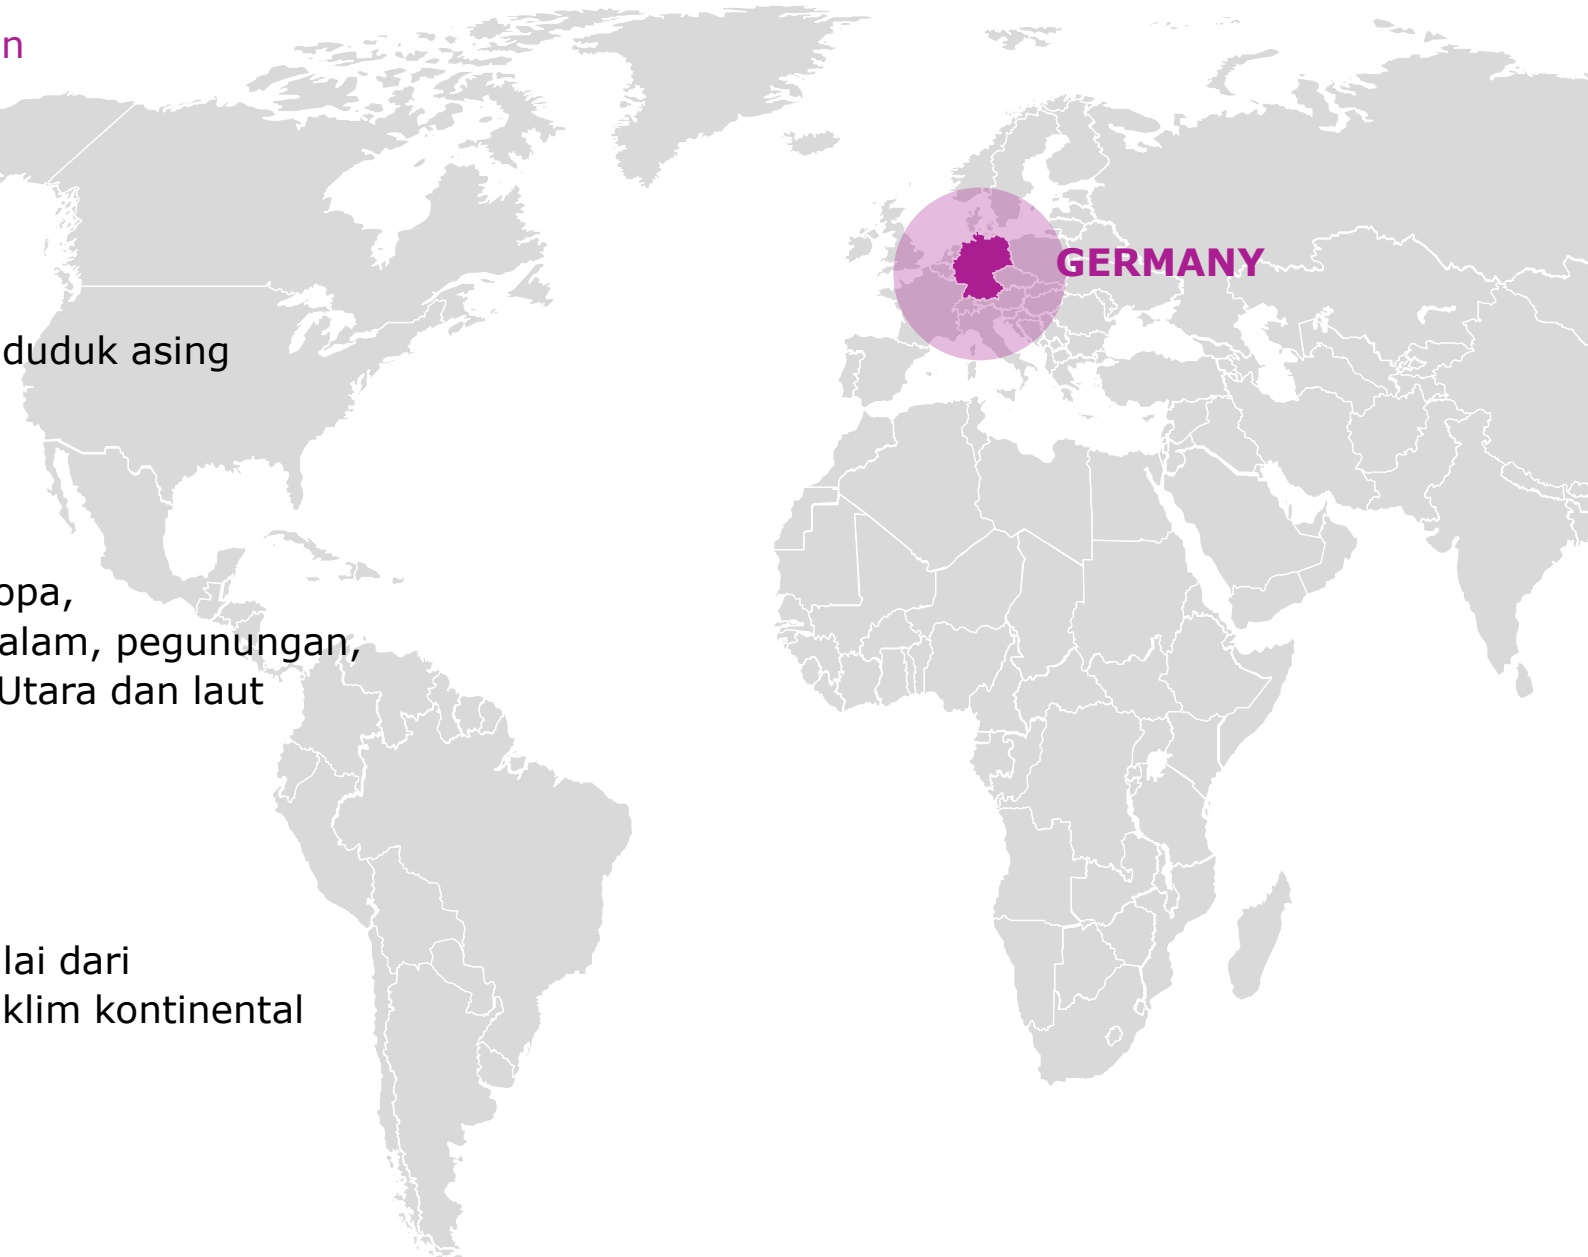 n
duduk asing
opa,
alam, pegunungan,
Utara dan laut
lai dari
klim kontinental
GERMANY